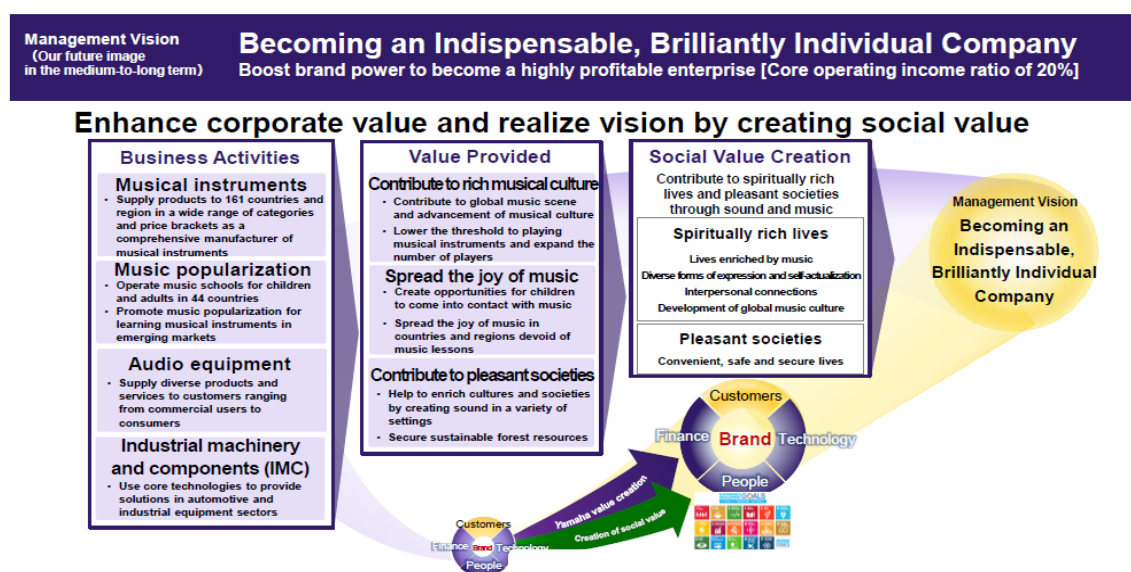 Management Vision
(Our future image
in the medium-to-long term)
Becoming an Indispensable, Brilliantly Individual Company
Boost brand power to become a highly profitable enterprise [Core operating income ratio of 20%]
Enhance corporate value and realize vision by creating social value
Business Activities
Musical instruments
・ Supply products to 161 countries and
region in a wide range of categories
and price brackets as a
comprehensive manufacturer of
musical instruments
Music popularization
・ Operate music schools for children
and adults in 44 countries
・ Promote music popularization for
learning musical instruments in
emerging markets
Audio equipment
・ Supply diverse products and
services to customers ranging
from commercial users to
consumers
Industrial machinery
and components (IMC)
・ Use core technologies to provide
solutions in automotive and
industrial equipment sectors
Value Provided
Contribute to rich musical culture
・ Contribute to global music scene
and advancement of musical culture
・ Lower the threshold to playing
musical instruments and expand the
number of players
Spread the joy of music
・ Create opportunities for children
to come into contact with music
・ Spread the joy of music in
countries and regions devoid of
music lessons
Contribute to pleasant societies
・ Help to enrich cultures and societies
by creating sound in a variety of
settings
・ Secure sustainable forest resources
Social Value Creation
Contribute to spiritually rich
lives and pleasant societies
through sound and music
Spiritually rich lives
Lives enriched by music
Diverse forms of expression and self-actualization
Interpersonal connections
Development of global music culture
Pleasant societies
Convenient, safe and secure lives
Management Vision
Becoming an
Indispensable,
Brilliantly Individual
Company
Customers
Finance Brand Technology
People
Yamaha value creation
Creation of social value
Customers
Finance Brand Technology
People
GOALS